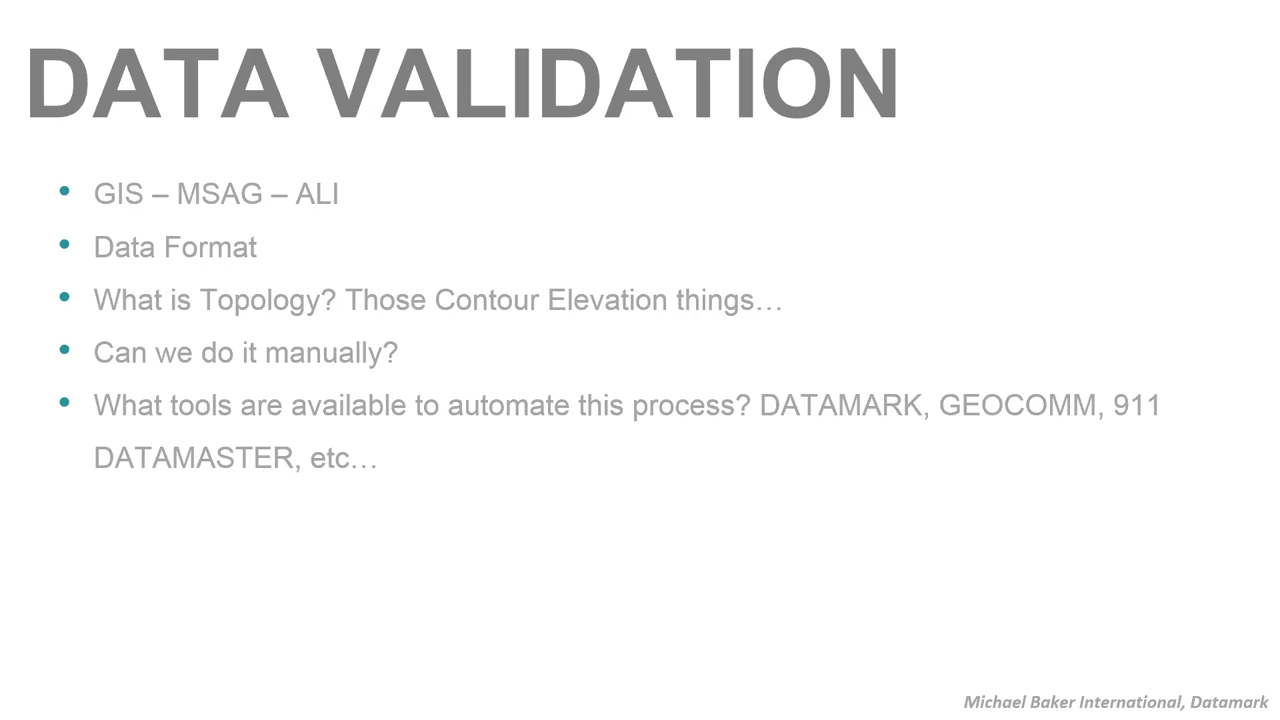 DATA VALIDATION
• GIS – MSAG – ALI
• Data Format
• What is Topology? Those Contour Elevation things…
• Can we do it manually?
• What tools are available to automate this process? DATAMARK, GEOCOMM, 911
DATAMASTER, etc…
Michael Baker International, Datamark